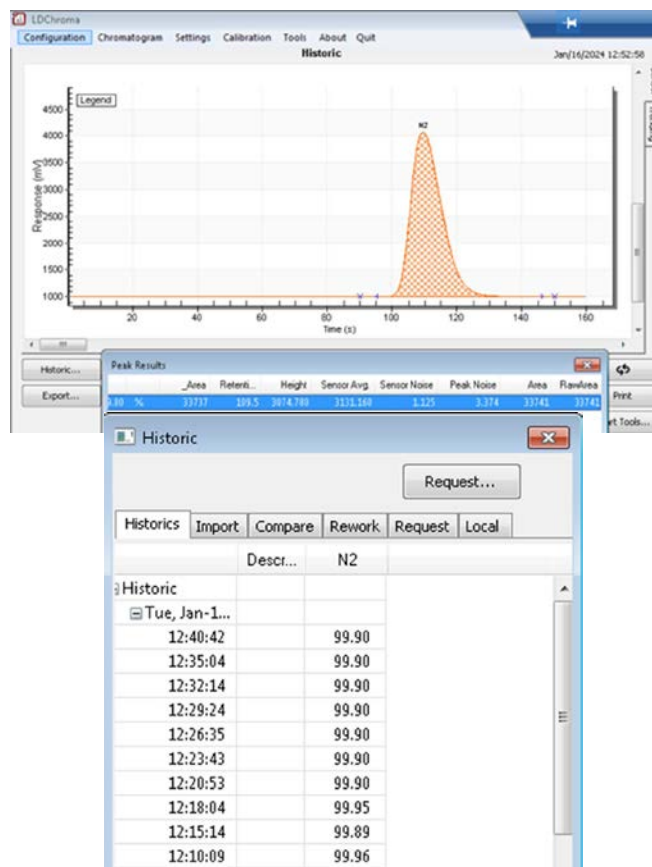 LDChroma
Configuration Chromatogram Settings Calibration Tools About Quit
Historic Jan/16/2024 12:52:58
Legend
N2
Response (mV)
4500
4000
3500
3000
2500
2000
1500
1000
20 40 60 80 100 120 140 160
Time (s)
Historic...
Export...
Print
rt Tools...
Peak Results
_Area Retenti... Height Sensor Avg. Sensor Noise Peak Noise Area RawArea
% 33737 109.5 3074.780 3131.160 1.125 3.374 33741 33741
Historic
Request...
Historics Import Compare Rework Request Local
Descr... N2
Historic
Tue, Jan-1...
12:40:42 99.90
12:35:04 99.90
12:32:14 99.90
12:29:24 99.90
12:26:35 99.90
12:23:43 99.90
12:20:53 99.90
12:18:04 99.95
12:15:14 99.89
12:10:09 99.96